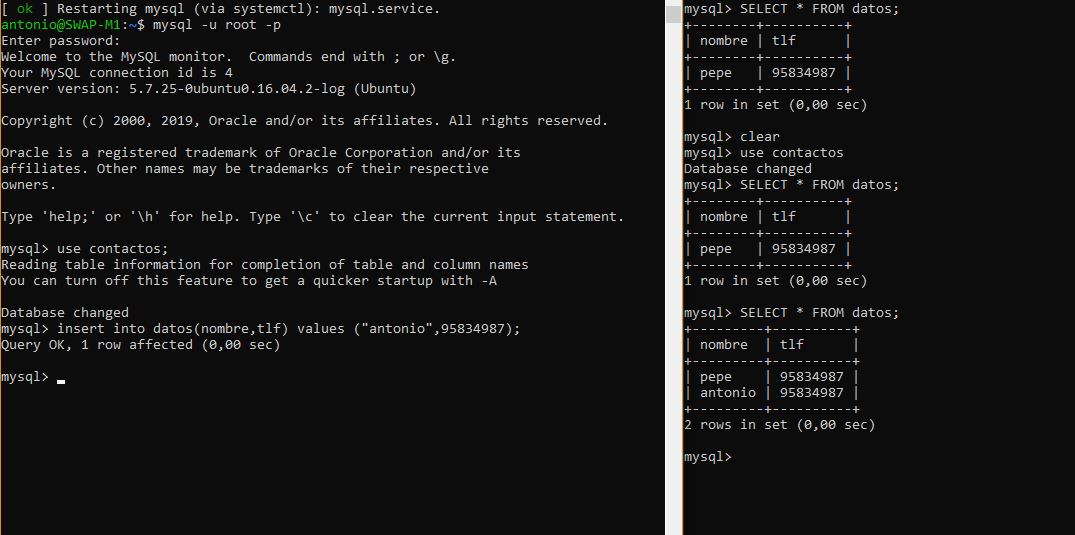 [ ok ] Restarting mysql (via systemctl): mysql.service.
antonio@SWAP-M1:~$ mysql -u root -p
Enter password:
Welcome to the MySQL monitor.  Commands end with ; or \g.
Your MySQL connection id is 4
Server version: 5.7.25-0ubuntu0.16.04.2-log (Ubuntu)

Copyright (c) 2000, 2019, Oracle and/or its affiliates. All rights reserved.

Oracle is a registered trademark of Oracle Corporation and/or its
affiliates. Other names may be trademarks of their respective
owners.

Type 'help;' or '\h' for help. Type '\c' to clear the current input statement.

mysql> use contactos;
Reading table information for completion of table and column names
You can turn off this feature to get a quicker startup with -A

Database changed
mysql> insert into datos(nombre,tlf) values ("antonio",95834987);
Query OK, 1 row affected (0,00 sec)

mysql>
mysql> SELECT * FROM datos;
+--------+----------+
| nombre | tlf      |
+--------+----------+
| pepe   | 95834987 |
+--------+----------+
1 row in set (0,00 sec)

mysql> clear
mysql> use contactos
Database changed
mysql> SELECT * FROM datos;
+--------+----------+
| nombre | tlf      |
+--------+----------+
| pepe   | 95834987 |
+--------+----------+
1 row in set (0,00 sec)

mysql> SELECT * FROM datos;
+---------+----------+
| nombre  | tlf      |
+---------+----------+
| pepe    | 95834987 |
| antonio | 95834987 |
+---------+----------+
2 rows in set (0,00 sec)

mysql>